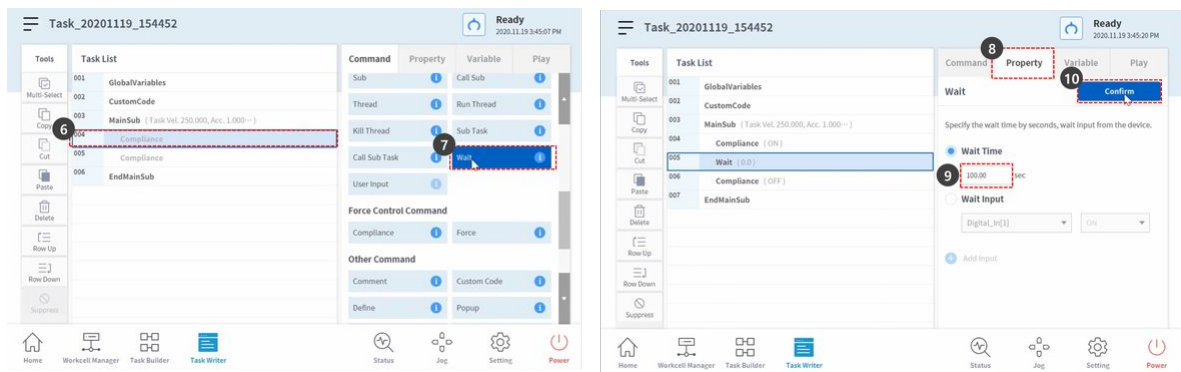 Task_20201119_154452
Ready
2020.11.19 3:45:07 PM
Tools
Multi-Select
Copy
Cut
Paste
Delete
Row Up
Row Down
Suppress
Task List
001 GlobalVariables
002 CustomCode
003 MainSub (Task Vel. 250.000, Acc. 1.000···)
6
004 Compliance
005 Compliance
006 EndMainSub
Command Property Variable Play
Sub Call Sub
Thread Run Thread
Kill Thread Sub Task
7
Call Sub Task Wait
User Input
Force Control Command
Compliance Force
Other Command
Comment Custom Code
Define Popup
Home Workcell Manager Task Builder Task Writer Status Jog Setting Power
Task_20201119_154452
Ready
2020.11.19 3:45:20 PM
Tools
Multi-Select
Copy
Cut
Paste
Delete
Row Up
Row Down
Suppress
Task List
001 GlobalVariables
002 CustomCode
003 MainSub (Task Vel. 250.000, Acc. 1.000···)
004 Compliance (ON)
005 Wait (0.0)
006 Compliance (OFF)
007 EndMainSub
8
Command Property Variable Play
10
Wait Confirm
Specify the wait time by seconds, wait input from the device.
Wait Time
9
100.00 sec
Wait Input
Digital_In[1] ON
Add Input
Home Workcell Manager Task Builder Task Writer Status Jog Setting Power